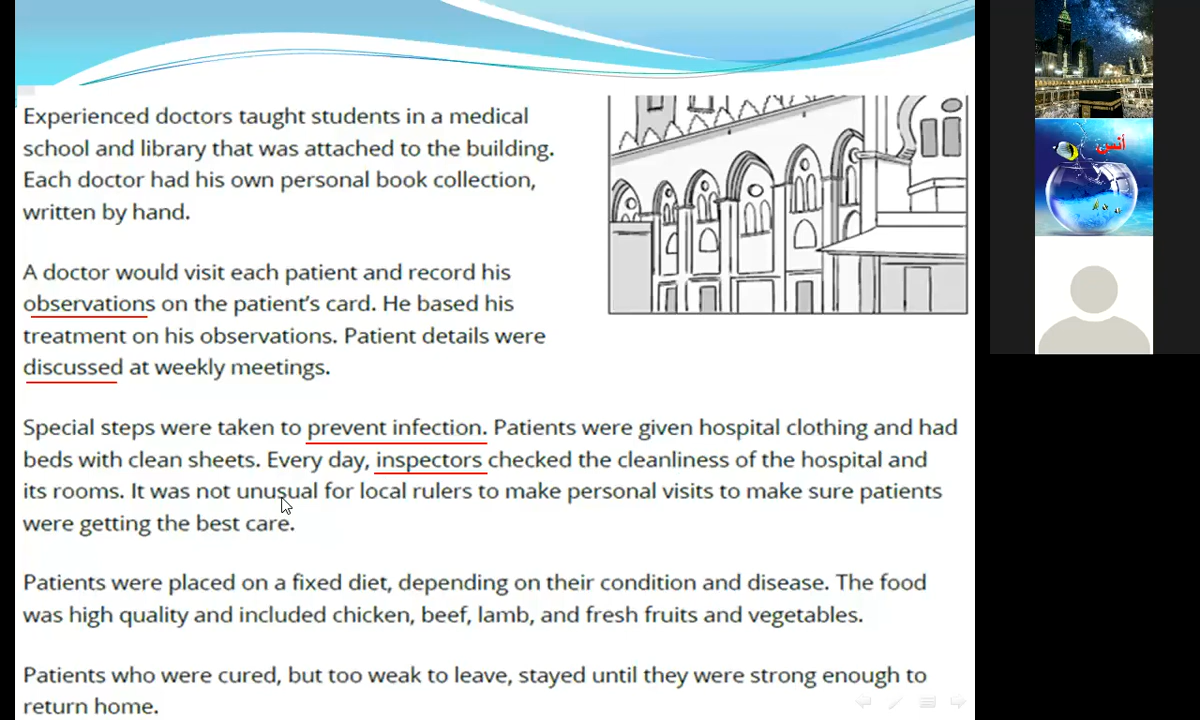 Experienced doctors taught students in a medical
school and library that was attached to the building.
Each doctor had his own personal book collection,
written by hand.
A doctor would visit each patient and record his
observations on the patient's card. He based his
treatment on his observations. Patient details were
discussed at weekly meetings.
Special steps were taken to prevent infection. Patients were given hospital clothing and had
beds with clean sheets. Every day, inspectors checked the cleanliness of the hospital and
its rooms. It was not unusual for local rulers to make personal visits to make sure patients
were getting the best care.
Patients were placed on a fixed diet, depending on their condition and disease. The food
was high quality and included chicken, beef, lamb, and fresh fruits and vegetables.
Patients who were cured, but too weak to leave, stayed until they were strong enough to
return home.
أنس